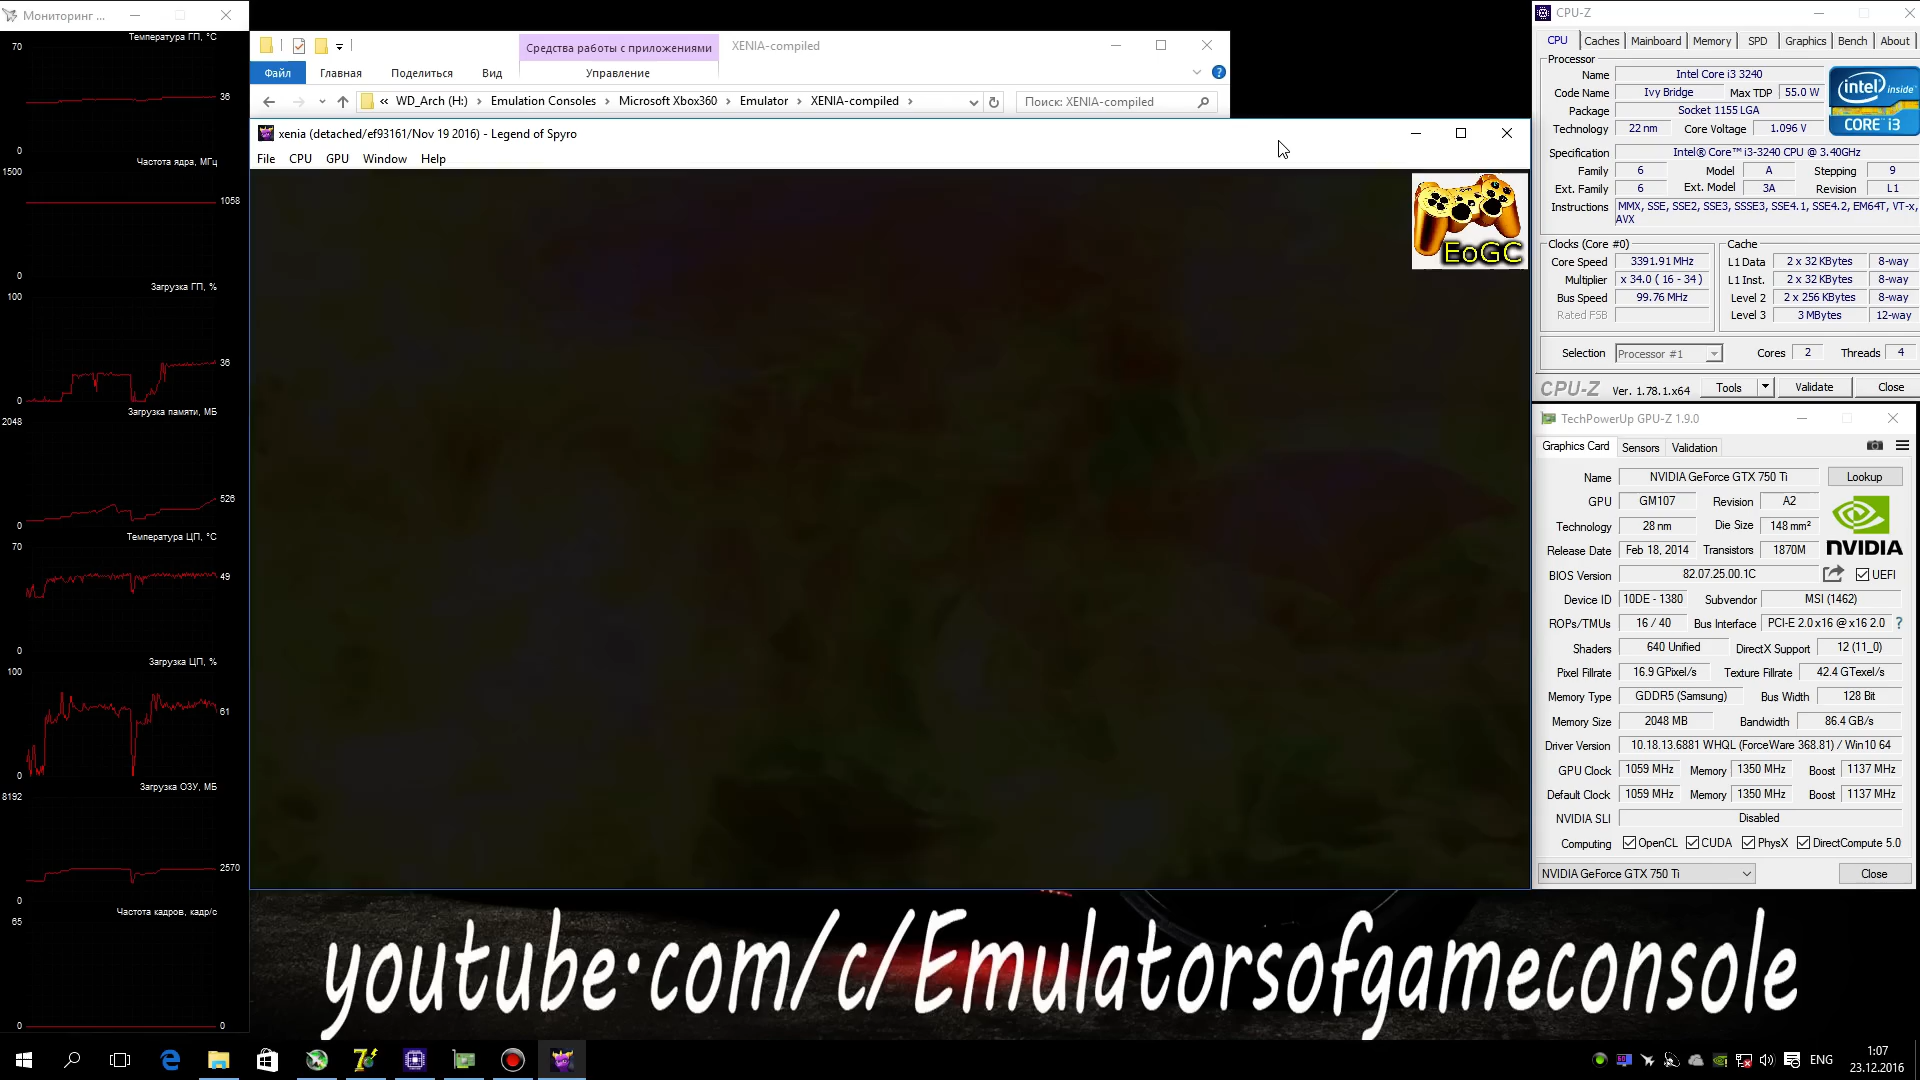 Мониторинг ...
Температура ГП, °C
70
36
0
Частота ядра, МГц
1500
1058
0
Загрузка ГП, %
100
36
0
Загрузка памяти, МБ
2048
526
0
Температура ЦП, °C
70
49
0
Загрузка ЦП, %
100
61
0
Загрузка ОЗУ, МБ
8192
2570
0
Частота кадров, кадр/с
65
0
0
Средства работы с приложениями
XENIA-compiled
Файл
Главная
Поделиться
Вид
Управление
« WD_Arch (H:) › Emulation Consoles › Microsoft Xbox360 › Emulator › XENIA-compiled ›
Поиск: XENIA-compiled
xenia (detached/ef93161/Nov 19 2016) - Legend of Spyro
File CPU GPU Window Help
EoGC
CPU-Z
CPU Caches Mainboard Memory SPD Graphics Bench About
Processor
Name Intel Core i3 3240
Code Name Ivy Bridge Max TDP 55.0 W
Package Socket 1155 LGA
Technology 22 nm Core Voltage 1.096 V
intel inside
CORE i3
Specification Intel® Core™ i3-3240 CPU @ 3.40GHz
Family 6 Model A Stepping 9
Ext. Family 6 Ext. Model 3A Revision L1
Instructions MMX, SSE, SSE2, SSE3, SSSE3, SSE4.1, SSE4.2, EM64T, VT-x,
AVX
Clocks (Core #0)
Core Speed 3391.91 MHz
Multiplier x 34.0 ( 16 - 34 )
Bus Speed 99.76 MHz
Rated FSB
Cache
L1 Data 2 x 32 KBytes 8-way
L1 Inst. 2 x 32 KBytes 8-way
Level 2 2 x 256 KBytes 8-way
Level 3 3 MBytes 12-way
Selection Processor #1 Cores 2 Threads 4
CPU-Z Ver. 1.78.1.x64 Tools Validate Close
TechPowerUp GPU-Z 1.9.0
Graphics Card Sensors Validation
Name NVIDIA GeForce GTX 750 Ti Lookup
GPU GM107 Revision A2
Technology 28 nm Die Size 148 mm²
Release Date Feb 18, 2014 Transistors 1870M
NVIDIA
BIOS Version 82.07.25.00.1C UEFI
Device ID 10DE - 1380 Subvendor MSI (1462)
ROPs/TMUs 16 / 40 Bus Interface PCI-E 2.0 x16 @ x16 2.0 ?
Shaders 640 Unified DirectX Support 12 (11_0)
Pixel Fillrate 16.9 GPixel/s Texture Fillrate 42.4 GTexel/s
Memory Type GDDR5 (Samsung) Bus Width 128 Bit
Memory Size 2048 MB Bandwidth 86.4 GB/s
Driver Version 10.18.13.6881 WHQL (ForceWare 368.81) / Win10 64
GPU Clock 1059 MHz Memory 1350 MHz Boost 1137 MHz
Default Clock 1059 MHz Memory 1350 MHz Boost 1137 MHz
NVIDIA SLI Disabled
Computing OpenCL CUDA PhysX DirectCompute 5.0
NVIDIA GeForce GTX 750 Ti Close
youtube.com/c/Emulatorsofgameconsole
ENG
1:07
23.12.2016